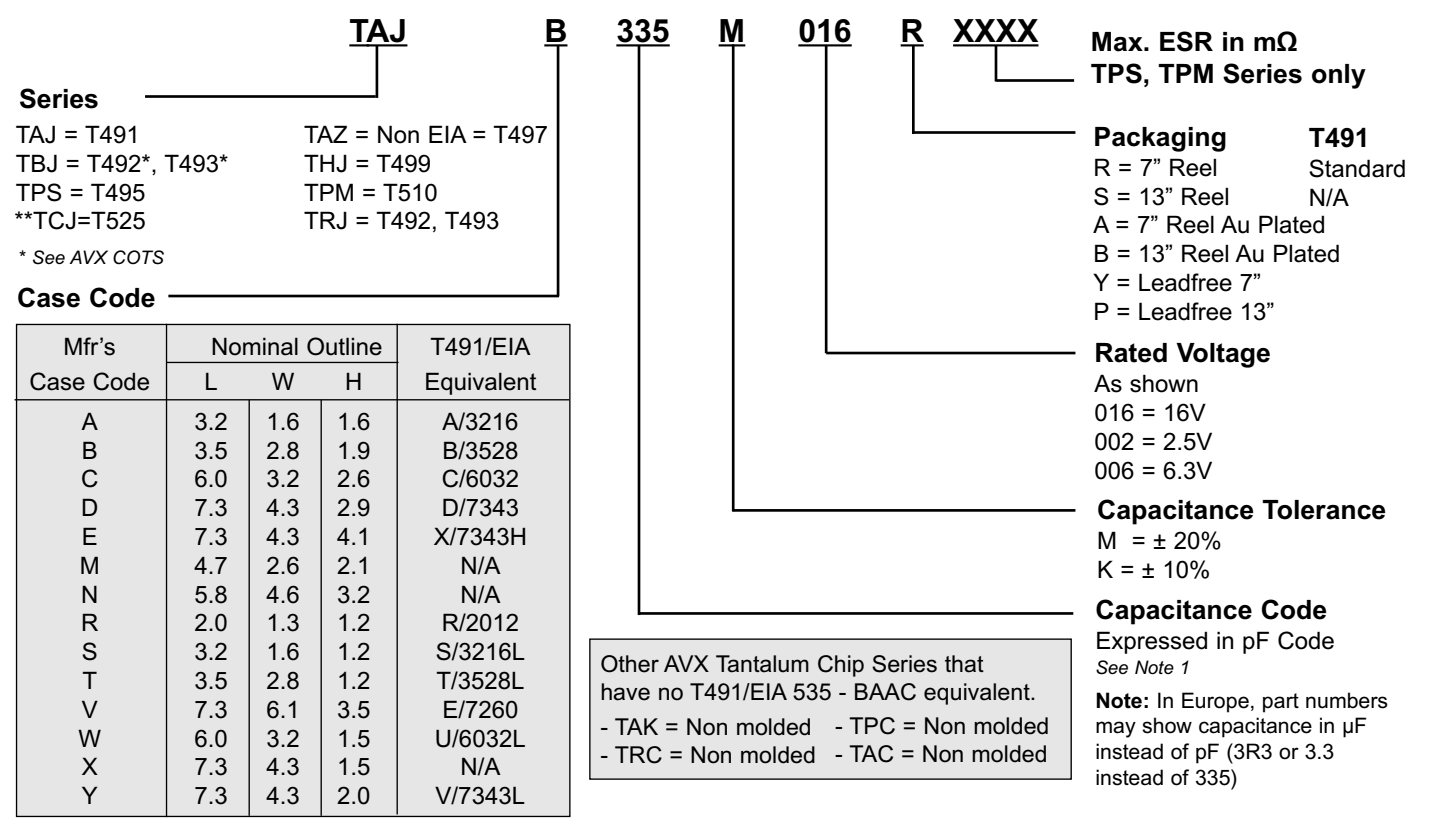 TAJ B 335 M 016 R XXXX
Max. ESR in mΩ
TPS, TPM Series only
Series
TAJ = T491 TAZ = Non EIA = T497
TBJ = T492*, T493* THJ = T499
TPS = T495 TPM = T510
**TCJ=T525 TRJ = T492, T493
* See AVX COTS
Case Code
Mfr's Nominal Outline T491/EIA
Case Code L W H Equivalent
A 3.2 1.6 1.6 A/3216
B 3.5 2.8 1.9 B/3528
C 6.0 3.2 2.6 C/6032
D 7.3 4.3 2.9 D/7343
E 7.3 4.3 4.1 X/7343H
M 4.7 2.6 2.1 N/A
N 5.8 4.6 3.2 N/A
R 2.0 1.3 1.2 R/2012
S 3.2 1.6 1.2 S/3216L
T 3.5 2.8 1.2 T/3528L
V 7.3 6.1 3.5 E/7260
W 6.0 3.2 1.5 U/6032L
X 7.3 4.3 1.5 N/A
Y 7.3 4.3 2.0 V/7343L
Packaging T491
R = 7” Reel Standard
S = 13” Reel N/A
A = 7” Reel Au Plated
B = 13” Reel Au Plated
Y = Leadfree 7”
P = Leadfree 13”
Rated Voltage
As shown
016 = 16V
002 = 2.5V
006 = 6.3V
Capacitance Tolerance
M = ± 20%
K = ± 10%
Capacitance Code
Expressed in pF Code
See Note 1
Note: In Europe, part numbers
may show capacitance in µF
instead of pF (3R3 or 3.3
instead of 335)
Other AVX Tantalum Chip Series that
have no T491/EIA 535 - BAAC equivalent.
- TAK = Non molded - TPC = Non molded
- TRC = Non molded - TAC = Non molded